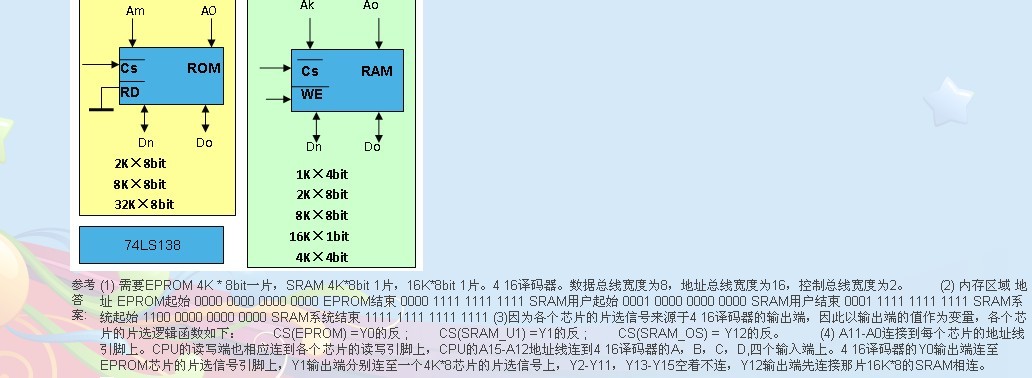 Am
AO
Cs
ROM
RD
Dn
Do
2K×8bit
8K×8bit
32K×8bit
74LS138
Ak
Ao
Cs
RAM
WE
Dn
Do
1K×4bit
2K×8bit
8K×8bit
16K×1bit
4K×4bit
参考答案:
(1) 需要EPROM 4K * 8bit一片，SRAM 4K*8bit 1片，16K*8bit 1片。4 16译码器。数据总线宽度为8，地址总线宽度为16，控制总线宽度为2。 (2) 内存区域 地
址 EPROM起始 0000 0000 0000 0000 EPROM结束 0000 1111 1111 1111 SRAM用户起始 0001 0000 0000 0000 SRAM用户结束 0001 1111 1111 1111 SRAM系
统起始 1100 0000 0000 0000 SRAM系统结束 1111 1111 1111 1111 (3)因为各个芯片的片选信号来源于4 16译码器的输出端，因此以输出端的值作为变量，各个芯
片的片选逻辑函数如下： CS(EPROM) =Y0的反； CS(SRAM_U1) =Y1的反； CS(SRAM_OS) = Y12的反。 (4) A11-A0连接到每个芯片的地址线
引脚上。CPU的读写端也相应连到各个芯片的读写引脚上，CPU的A15-A12地址线连到4 16译码器的A，B，C，D,四个输入端上。4 16译码器的Y0输出端连至
EPROM芯片的片选信号引脚上，Y1输出端分别连至一个4K*8芯片的片选信号上，Y2-Y11，Y13-Y15空着不连，Y12输出端先连接那片16K*8的SRAM相连。